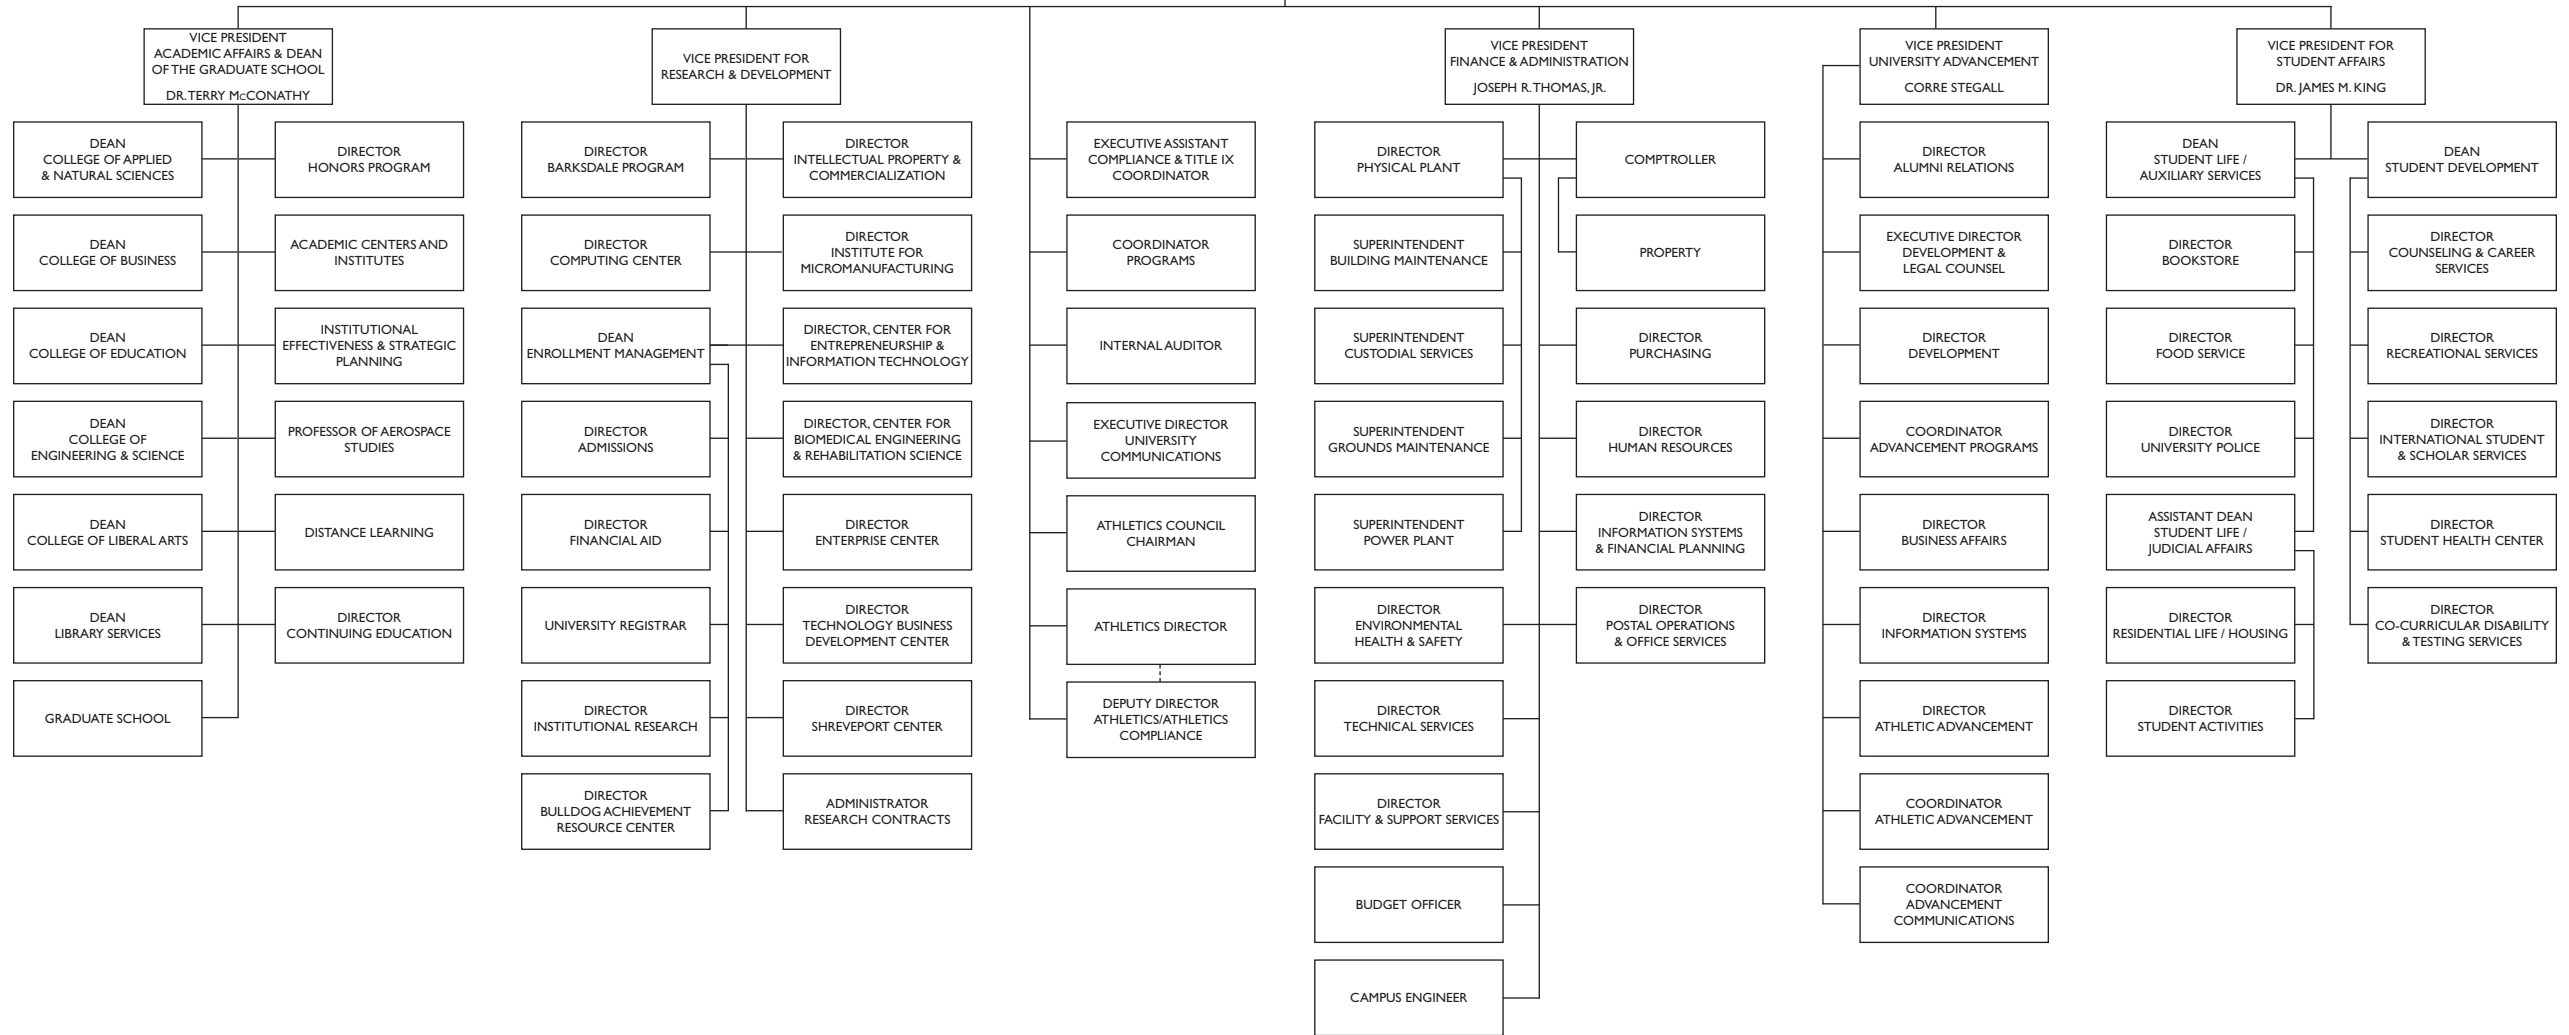 VICE PRESIDENT
ACADEMIC AFFAIRS & DEAN
OF THE GRADUATE SCHOOL
DR. TERRY McCONATHY
DEAN
COLLEGE OF APPLIED
& NATURAL SCIENCES
DIRECTOR
HONORS PROGRAM
DEAN
COLLEGE OF BUSINESS
ACADEMIC CENTERS AND
INSTITUTES
DEAN
COLLEGE OF EDUCATION
INSTITUTIONAL
EFFECTIVENESS & STRATEGIC
PLANNING
DEAN
COLLEGE OF
ENGINEERING & SCIENCE
PROFESSOR OF AEROSPACE
STUDIES
DEAN
COLLEGE OF LIBERAL ARTS
DISTANCE LEARNING
DEAN
LIBRARY SERVICES
DIRECTOR
CONTINUING EDUCATION
GRADUATE SCHOOL
VICE PRESIDENT FOR
RESEARCH & DEVELOPMENT
DIRECTOR
BARKSDALE PROGRAM
DIRECTOR
INTELLECTUAL PROPERTY &
COMMERCIALIZATION
DIRECTOR
COMPUTING CENTER
DIRECTOR
INSTITUTE FOR
MICROMANUFACTURING
DEAN
ENROLLMENT MANAGEMENT
DIRECTOR, CENTER FOR
ENTREPRENEURSHIP &
INFORMATION TECHNOLOGY
DIRECTOR
ADMISSIONS
DIRECTOR, CENTER FOR
BIOMEDICAL ENGINEERING
& REHABILITATION SCIENCE
DIRECTOR
FINANCIAL AID
DIRECTOR
ENTERPRISE CENTER
UNIVERSITY REGISTRAR
DIRECTOR
TECHNOLOGY BUSINESS
DEVELOPMENT CENTER
DIRECTOR
INSTITUTIONAL RESEARCH
DIRECTOR
SHREVEPORT CENTER
DIRECTOR
BULLDOG ACHIEVEMENT
RESOURCE CENTER
ADMINISTRATOR
RESEARCH CONTRACTS
EXECUTIVE ASSISTANT
COMPLIANCE & TITLE IX
COORDINATOR
COORDINATOR
PROGRAMS
INTERNAL AUDITOR
EXECUTIVE DIRECTOR
UNIVERSITY
COMMUNICATIONS
ATHLETICS COUNCIL
CHAIRMAN
ATHLETICS DIRECTOR
DEPUTY DIRECTOR
ATHLETICS/ATHLETICS
COMPLIANCE
VICE PRESIDENT
FINANCE & ADMINISTRATION
JOSEPH R. THOMAS, JR.
DIRECTOR
PHYSICAL PLANT
COMPTROLLER
SUPERINTENDENT
BUILDING MAINTENANCE
PROPERTY
SUPERINTENDENT
CUSTODIAL SERVICES
DIRECTOR
PURCHASING
SUPERINTENDENT
GROUNDS MAINTENANCE
DIRECTOR
HUMAN RESOURCES
SUPERINTENDENT
POWER PLANT
DIRECTOR
INFORMATION SYSTEMS
& FINANCIAL PLANNING
DIRECTOR
ENVIRONMENTAL
HEALTH & SAFETY
DIRECTOR
POSTAL OPERATIONS
& OFFICE SERVICES
DIRECTOR
TECHNICAL SERVICES
DIRECTOR
FACILITY & SUPPORT SERVICES
BUDGET OFFICER
CAMPUS ENGINEER
VICE PRESIDENT
UNIVERSITY ADVANCEMENT
CORRE STEGALL
DIRECTOR
ALUMNI RELATIONS
EXECUTIVE DIRECTOR
DEVELOPMENT &
LEGAL COUNSEL
DIRECTOR
DEVELOPMENT
COORDINATOR
ADVANCEMENT PROGRAMS
DIRECTOR
BUSINESS AFFAIRS
DIRECTOR
INFORMATION SYSTEMS
DIRECTOR
ATHLETIC ADVANCEMENT
COORDINATOR
ATHLETIC ADVANCEMENT
COORDINATOR
ADVANCEMENT
COMMUNICATIONS
VICE PRESIDENT FOR
STUDENT AFFAIRS
DR. JAMES M. KING
DEAN
STUDENT LIFE /
AUXILIARY SERVICES
DEAN
STUDENT DEVELOPMENT
DIRECTOR
BOOKSTORE
DIRECTOR
COUNSELING & CAREER
SERVICES
DIRECTOR
FOOD SERVICE
DIRECTOR
RECREATIONAL SERVICES
DIRECTOR
UNIVERSITY POLICE
DIRECTOR
INTERNATIONAL STUDENT
& SCHOLAR SERVICES
ASSISTANT DEAN
STUDENT LIFE /
JUDICIAL AFFAIRS
DIRECTOR
STUDENT HEALTH CENTER
DIRECTOR
RESIDENTIAL LIFE / HOUSING
DIRECTOR
CO-CURRICULAR DISABILITY
& TESTING SERVICES
DIRECTOR
STUDENT ACTIVITIES